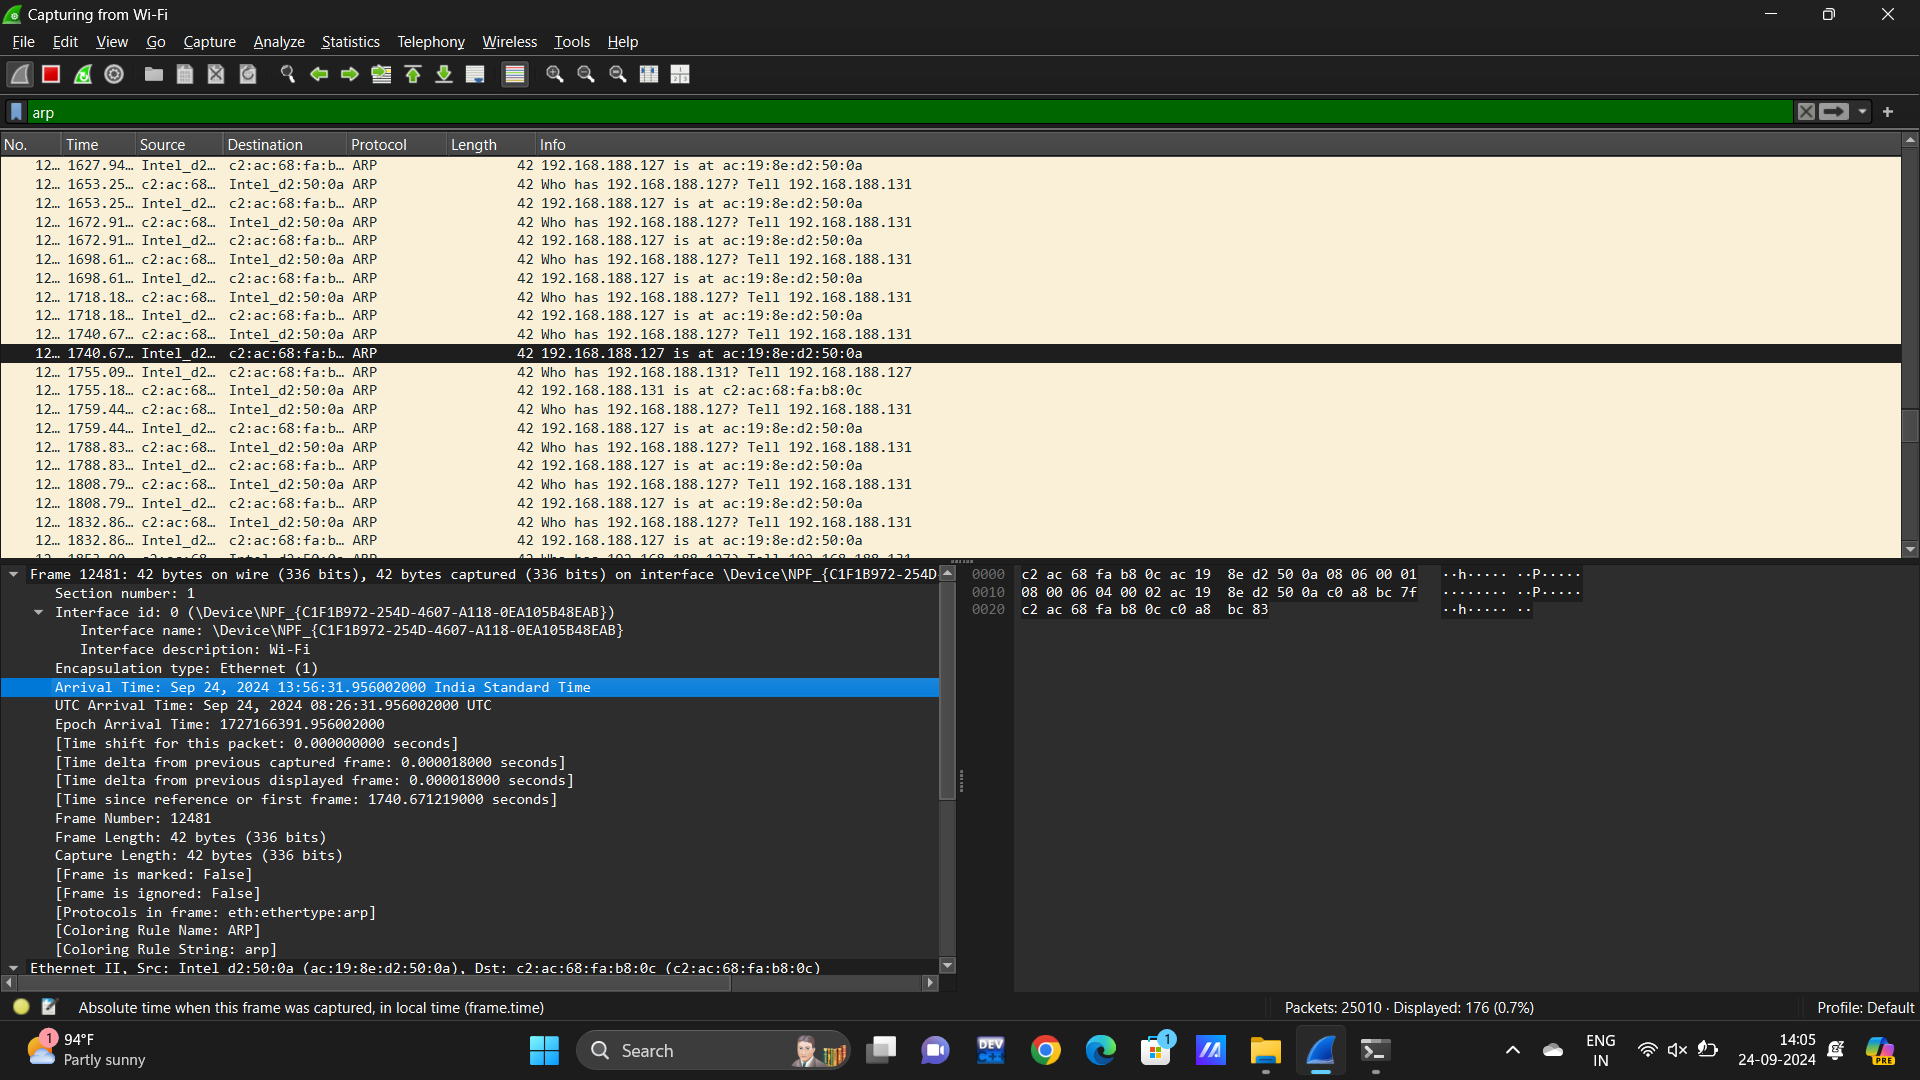 Capturing from Wi-Fi
File Edit View Go Capture Analyze Statistics Telephony Wireless Tools Help
arp
No. Time Source Destination Protocol Length Info
12… 1627.94… Intel_d2… c2:ac:68:fa:b… ARP 42 192.168.188.127 is at ac:19:8e:d2:50:0a
12… 1653.25… c2:ac:68… Intel_d2:50:0a ARP 42 Who has 192.168.188.127? Tell 192.168.188.131
12… 1653.25… Intel_d2… c2:ac:68:fa:b… ARP 42 192.168.188.127 is at ac:19:8e:d2:50:0a
12… 1672.91… c2:ac:68… Intel_d2:50:0a ARP 42 Who has 192.168.188.127? Tell 192.168.188.131
12… 1672.91… Intel_d2… c2:ac:68:fa:b… ARP 42 192.168.188.127 is at ac:19:8e:d2:50:0a
12… 1698.61… c2:ac:68… Intel_d2:50:0a ARP 42 Who has 192.168.188.127? Tell 192.168.188.131
12… 1698.61… Intel_d2… c2:ac:68:fa:b… ARP 42 192.168.188.127 is at ac:19:8e:d2:50:0a
12… 1718.18… c2:ac:68… Intel_d2:50:0a ARP 42 Who has 192.168.188.127? Tell 192.168.188.131
12… 1718.18… Intel_d2… c2:ac:68:fa:b… ARP 42 192.168.188.127 is at ac:19:8e:d2:50:0a
12… 1740.67… c2:ac:68… Intel_d2:50:0a ARP 42 Who has 192.168.188.127? Tell 192.168.188.131
12… 1740.67… Intel_d2… c2:ac:68:fa:b… ARP 42 192.168.188.127 is at ac:19:8e:d2:50:0a
12… 1755.09… Intel_d2… c2:ac:68:fa:b… ARP 42 Who has 192.168.188.131? Tell 192.168.188.127
12… 1755.18… c2:ac:68… Intel_d2:50:0a ARP 42 192.168.188.131 is at c2:ac:68:fa:b8:0c
12… 1759.44… c2:ac:68… Intel_d2:50:0a ARP 42 Who has 192.168.188.127? Tell 192.168.188.131
12… 1759.44… Intel_d2… c2:ac:68:fa:b… ARP 42 192.168.188.127 is at ac:19:8e:d2:50:0a
12… 1788.83… c2:ac:68… Intel_d2:50:0a ARP 42 Who has 192.168.188.127? Tell 192.168.188.131
12… 1788.83… Intel_d2… c2:ac:68:fa:b… ARP 42 192.168.188.127 is at ac:19:8e:d2:50:0a
12… 1808.79… c2:ac:68… Intel_d2:50:0a ARP 42 Who has 192.168.188.127? Tell 192.168.188.131
12… 1808.79… Intel_d2… c2:ac:68:fa:b… ARP 42 192.168.188.127 is at ac:19:8e:d2:50:0a
12… 1832.86… c2:ac:68… Intel_d2:50:0a ARP 42 Who has 192.168.188.127? Tell 192.168.188.131
12… 1832.86… Intel_d2… c2:ac:68:fa:b… ARP 42 192.168.188.127 is at ac:19:8e:d2:50:0a
Frame 12481: 42 bytes on wire (336 bits), 42 bytes captured (336 bits) on interface \Device\NPF_{C1F1B972-254D
Section number: 1
Interface id: 0 (\Device\NPF_{C1F1B972-254D-4607-A118-0EA105B48EAB})
Interface name: \Device\NPF_{C1F1B972-254D-4607-A118-0EA105B48EAB}
Interface description: Wi-Fi
Encapsulation type: Ethernet (1)
Arrival Time: Sep 24, 2024 13:56:31.956002000 India Standard Time
UTC Arrival Time: Sep 24, 2024 08:26:31.956002000 UTC
Epoch Arrival Time: 1727166391.956002000
[Time shift for this packet: 0.000000000 seconds]
[Time delta from previous captured frame: 0.000018000 seconds]
[Time delta from previous displayed frame: 0.000018000 seconds]
[Time since reference or first frame: 1740.671219000 seconds]
Frame Number: 12481
Frame Length: 42 bytes (336 bits)
Capture Length: 42 bytes (336 bits)
[Frame is marked: False]
[Frame is ignored: False]
[Protocols in frame: eth:ethertype:arp]
[Coloring Rule Name: ARP]
[Coloring Rule String: arp]
Ethernet II, Src: Intel d2:50:0a (ac:19:8e:d2:50:0a), Dst: c2:ac:68:fa:b8:0c (c2:ac:68:fa:b8:0c)
0000 c2 ac 68 fa b8 0c ac 19 8e d2 50 0a 08 06 00 01 ··h····· ··P·····
0010 08 00 06 04 00 02 ac 19 8e d2 50 0a c0 a8 bc 7f ········ ··P·····
0020 c2 ac 68 fa b8 0c c0 a8 bc 83 ··h····· ··
Absolute time when this frame was captured, in local time (frame.time)
Packets: 25010 · Displayed: 176 (0.7%)
Profile: Default
1
94°F
Partly sunny
Search
DEV
C++
1
ENG
IN
14:05
24-09-2024
PRE